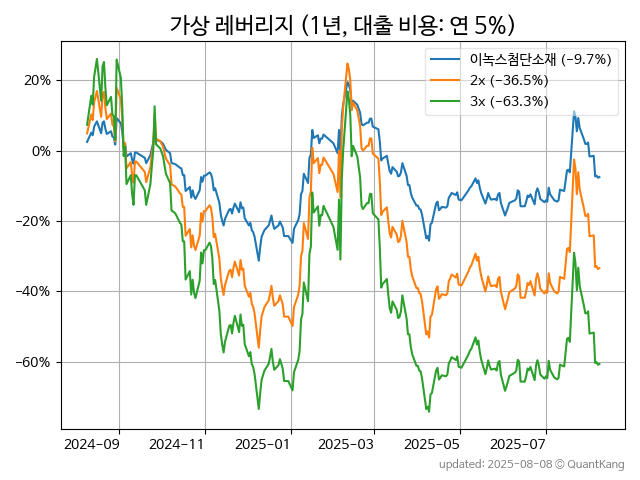 가상 레버리지 (1년, 대출 비용: 연 5%)
이녹스첨단소재 (−9.7%)
2x (−36.5%)
3x (−63.3%)
20%
0%
−20%
−40%
−60%
2024-09
2024-11
2025-01
2025-03
2025-05
2025-07
updated: 2025-08-08 © QuantKang